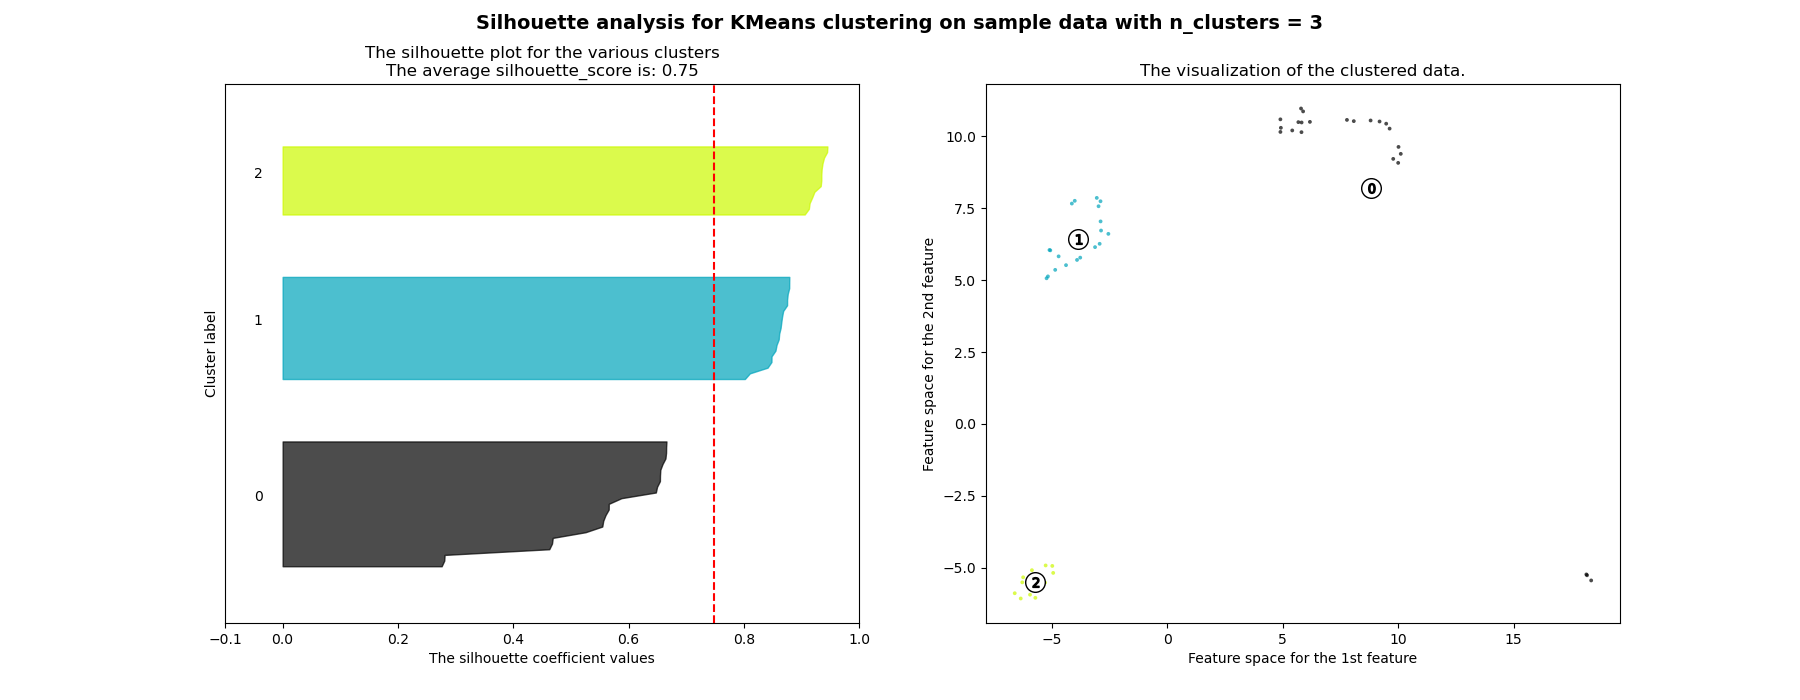 Silhouette analysis for KMeans clustering on sample data with n_clusters = 3
The silhouette plot for the various clusters
The average silhouette_score is: 0.75
Cluster label
2
1
0
−0.1 0.0 0.2 0.4 0.6 0.8 1.0
The silhouette coefficient values
The visualization of the clustered data.
Feature space for the 2nd feature
10.0
7.5
5.0
2.5
0.0
−2.5
−5.0
0
1
2
−5 0 5 10 15
Feature space for the 1st feature